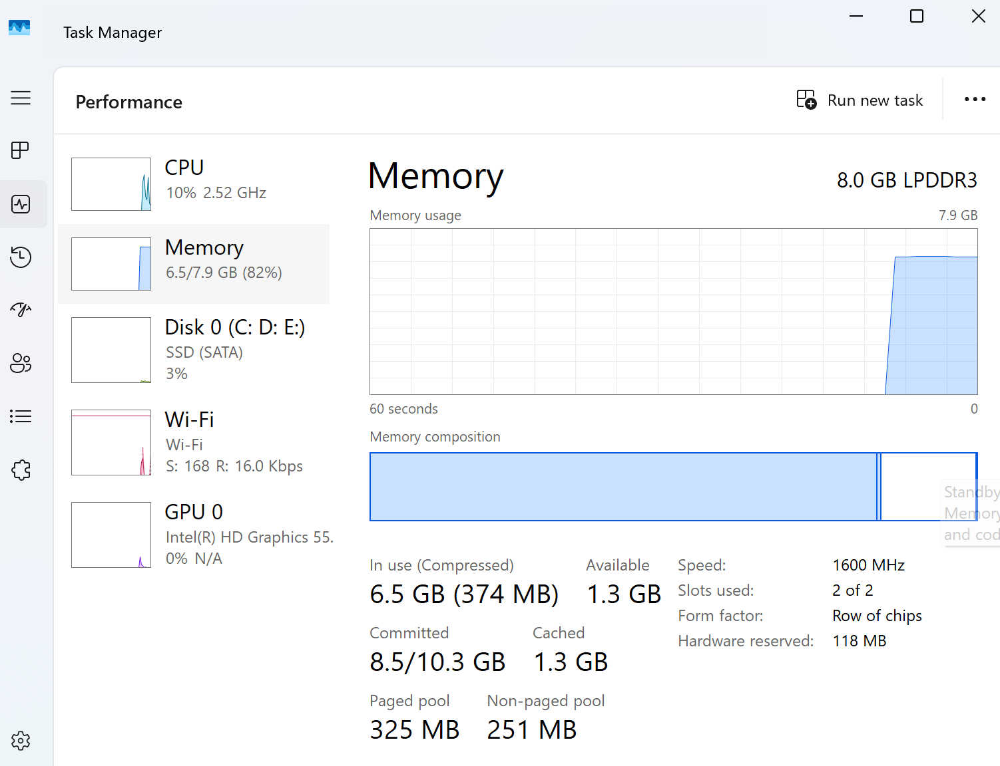 Task Manager
Performance
Run new task
CPU
10% 2.52 GHz
Memory
6.5/7.9 GB (82%)
Disk 0 (C: D: E:)
SSD (SATA)
3%
Wi-Fi
Wi-Fi
S: 168 R: 16.0 Kbps
GPU 0
Intel(R) HD Graphics 55.
0% N/A
Memory
8.0 GB LPDDR3
Memory usage
7.9 GB
60 seconds
0
Memory composition
Standby
Memory
and cod
In use (Compressed)
6.5 GB (374 MB)
Available
1.3 GB
Committed
8.5/10.3 GB
Cached
1.3 GB
Paged pool
325 MB
Non-paged pool
251 MB
Speed:
1600 MHz
Slots used:
2 of 2
Form factor:
Row of chips
Hardware reserved:
118 MB